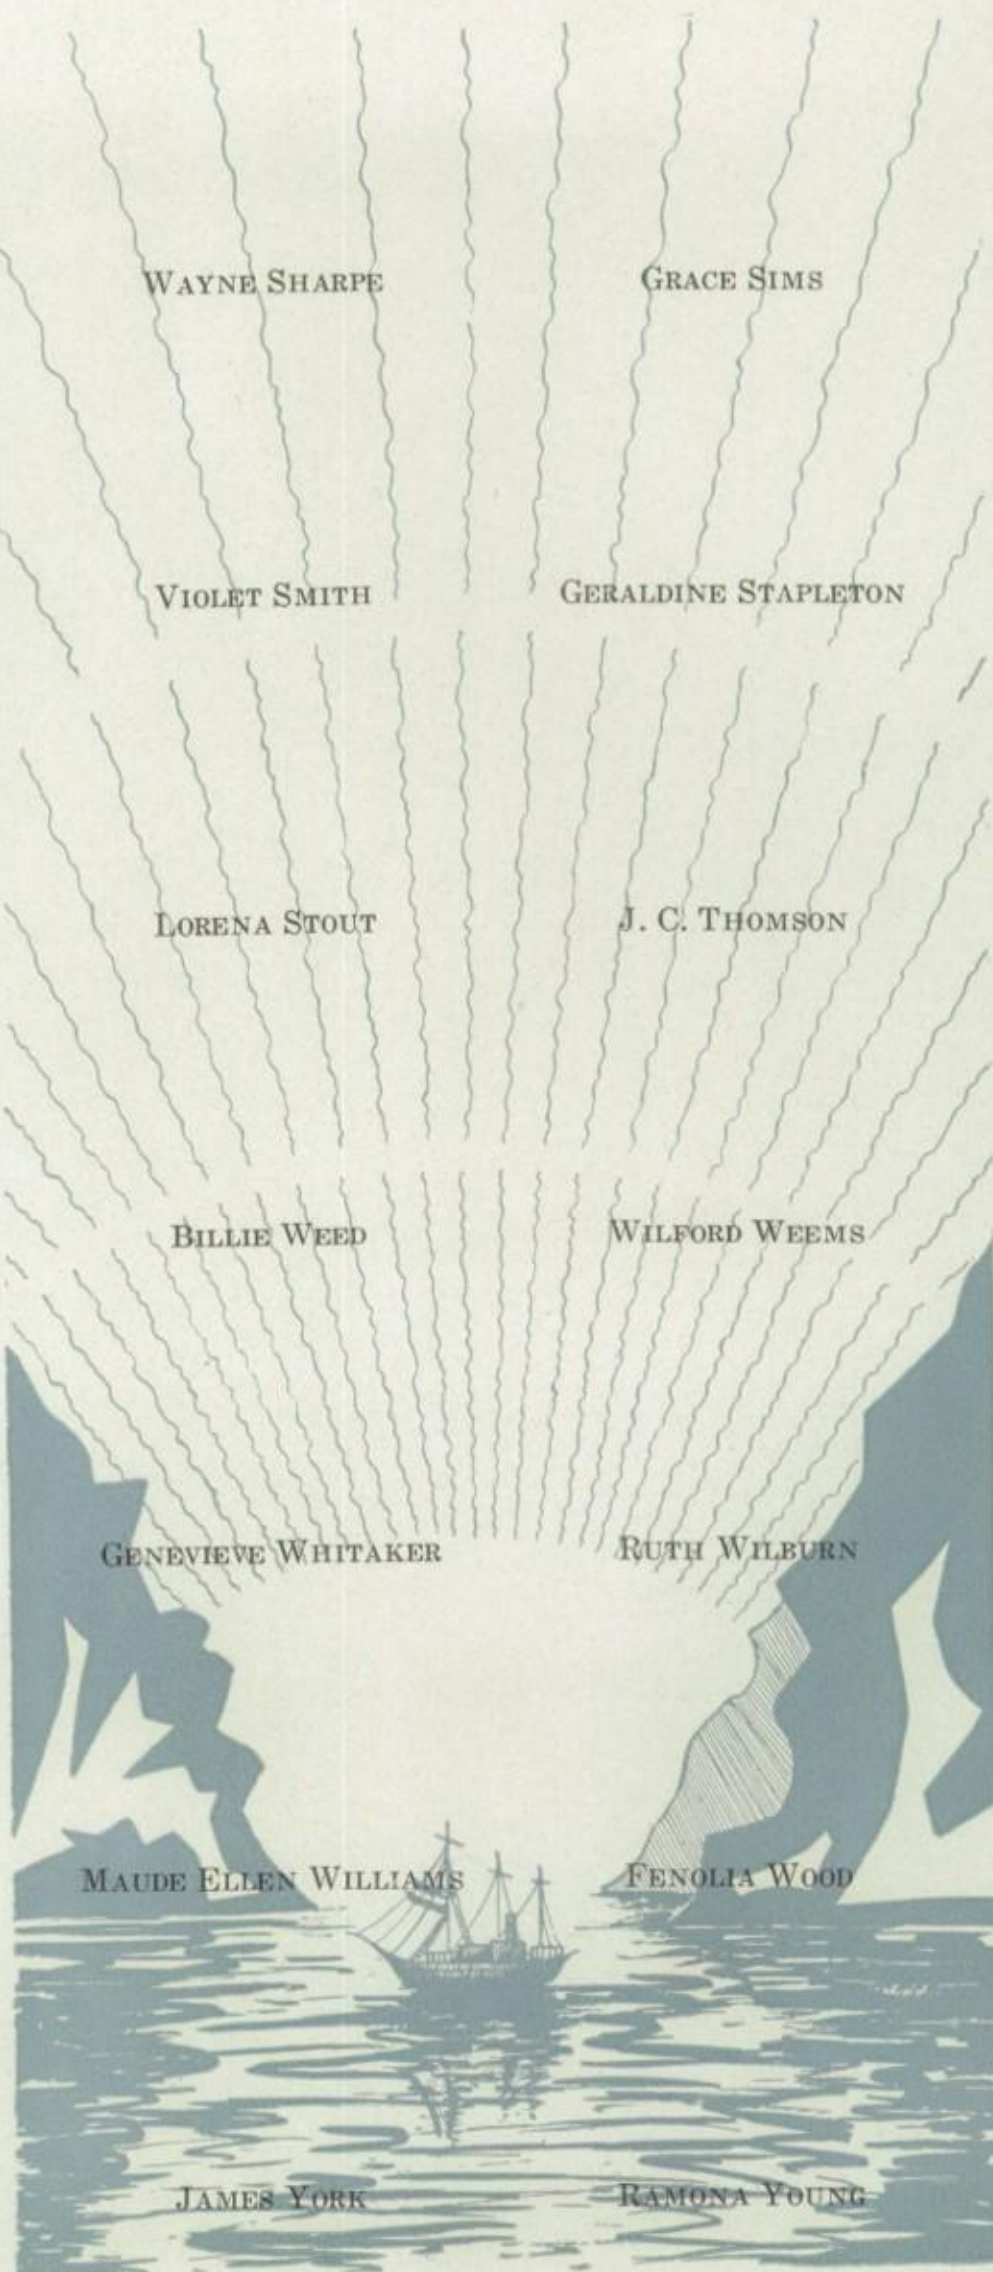 WAYNE SHARPE GRACE SIMS
VIOLET SMITH GERALDINE STAPLETON
LORENA STOUT J. C. THOMSON
BILLIE WEED WILFORD WEEMS
GENEVIEVE WHITAKER RUTH WILBURN
MAUDE ELLEN WILLIAMS FENOLIA WOOD
JAMES YORK RAMONA YOUNG